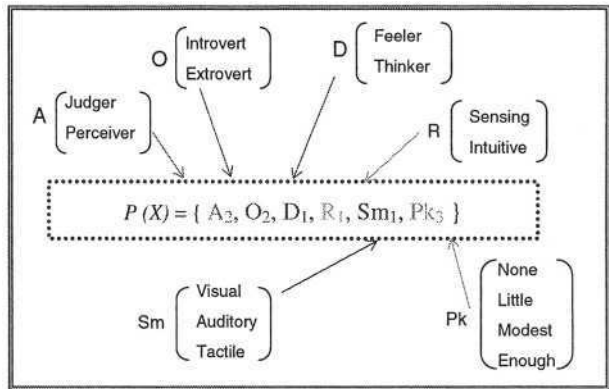 O
Introvert
Extrovert
D
Feeler
Thinker
A
Judger
Perceiver
R
Sensing
Intuitive
P (X) = { A₂, O₂, D₁, R₁, Sm₁, Pk₃ }
Sm
Visual
Auditory
Tactile
Pk
None
Little
Modest
Enough